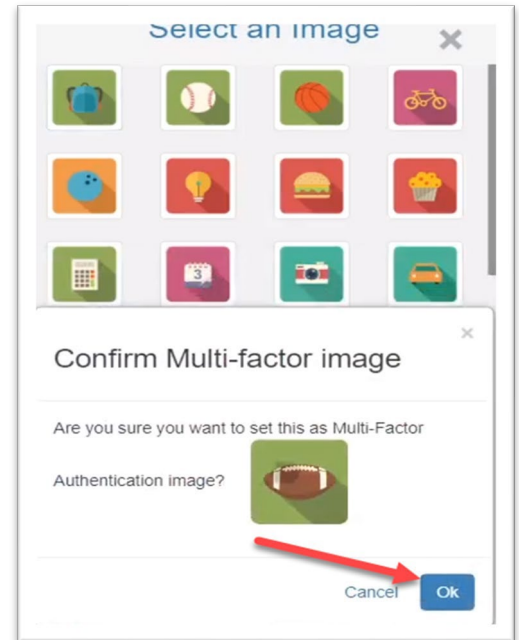 Select an Image
3
Confirm Multi-factor image
Are you sure you want to set this as Multi-Factor
Authentication image?
Cancel Ok